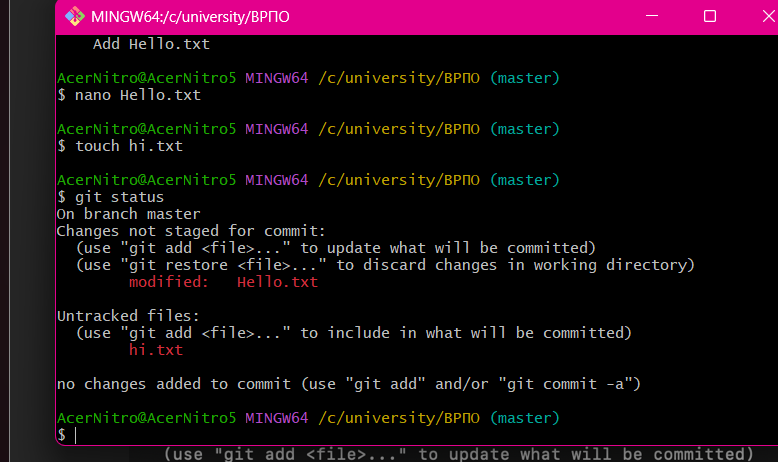 MINGW64:/c/university/ВРПО
Add Hello.txt
AcerNitro@AcerNitro5 MINGW64 /c/university/ВРПО (master)
$ nano Hello.txt
AcerNitro@AcerNitro5 MINGW64 /c/university/ВРПО (master)
$ touch hi.txt
AcerNitro@AcerNitro5 MINGW64 /c/university/ВРПО (master)
$ git status
On branch master
Changes not staged for commit:
  (use "git add <file>..." to update what will be committed)
  (use "git restore <file>..." to discard changes in working directory)
        modified:   Hello.txt
Untracked files:
  (use "git add <file>..." to include in what will be committed)
        hi.txt
no changes added to commit (use "git add" and/or "git commit -a")
AcerNitro@AcerNitro5 MINGW64 /c/university/ВРПО (master)
$
(use "git add <file>..." to update what will be committed)